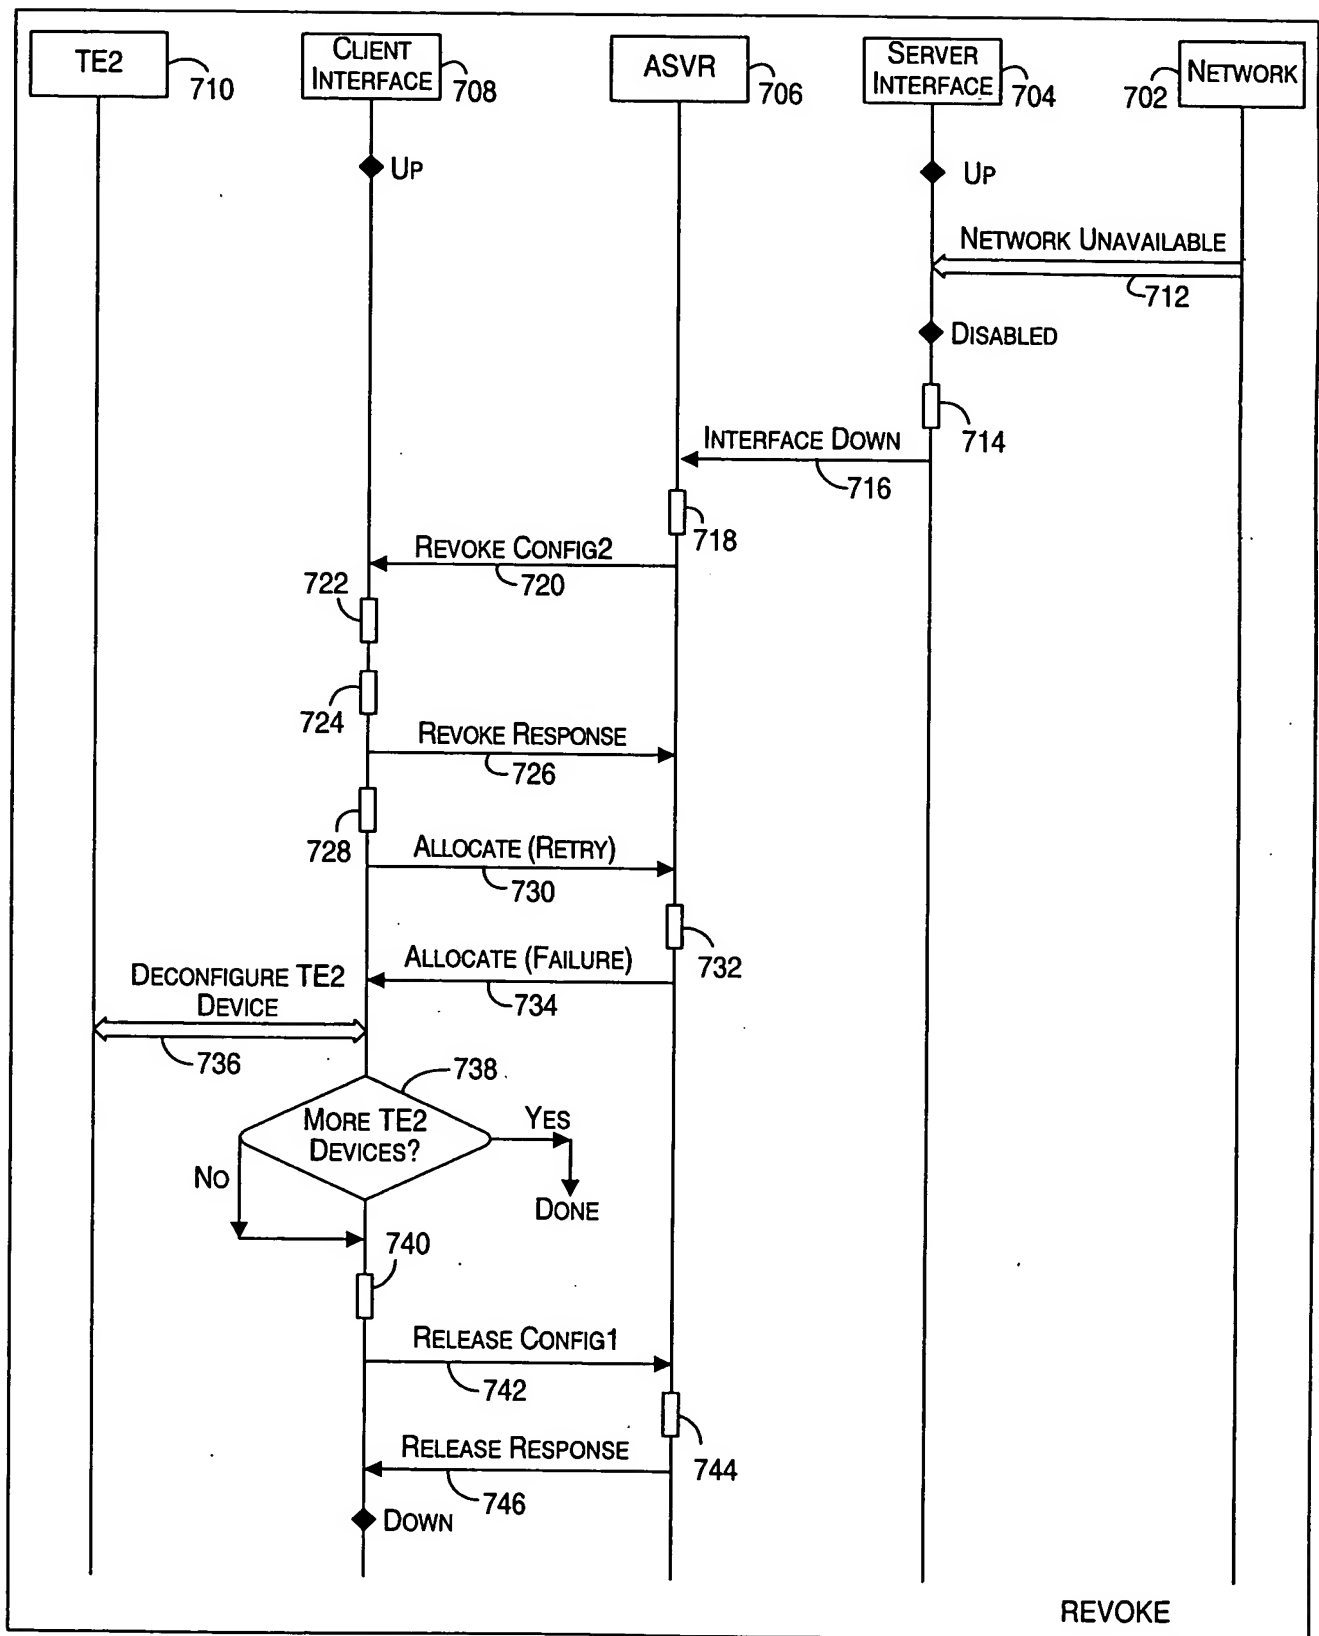 TE2
710
CLIENT
INTERFACE
708
ASVR
706
SERVER
INTERFACE
704
702
NETWORK
UP
UP
NETWORK UNAVAILABLE
712
DISABLED
714
INTERFACE DOWN
716
718
REVOKE CONFIG2
720
722
724
REVOKE RESPONSE
726
728
ALLOCATE (RETRY)
730
732
ALLOCATE (FAILURE)
734
DECONFIGURE TE2
DEVICE
736
738
MORE TE2
DEVICES?
YES
NO
DONE
740
RELEASE CONFIG1
742
744
RELEASE RESPONSE
746
DOWN
REVOKE